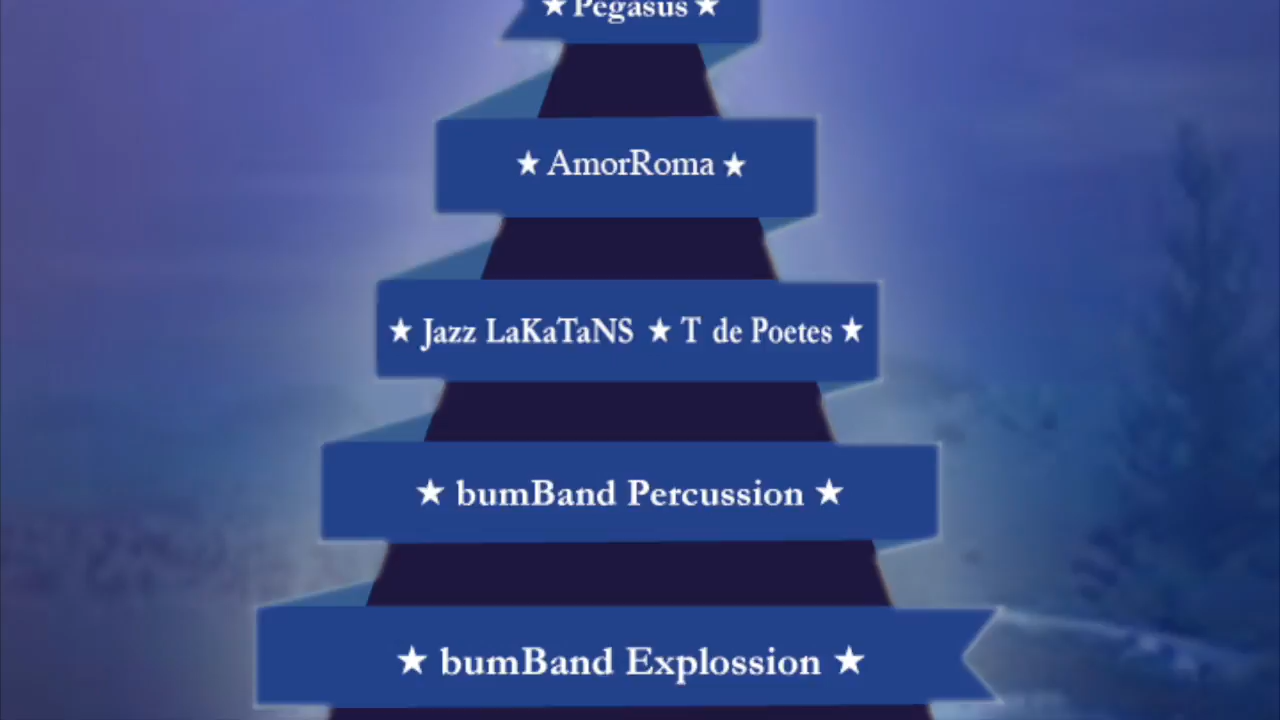 ★ Pegasus ★
★ AmorRoma ★
★ Jazz LaKaTaNS ★ T de Poetes ★
★ bumBand Percussion ★
★ bumBand Explossion ★